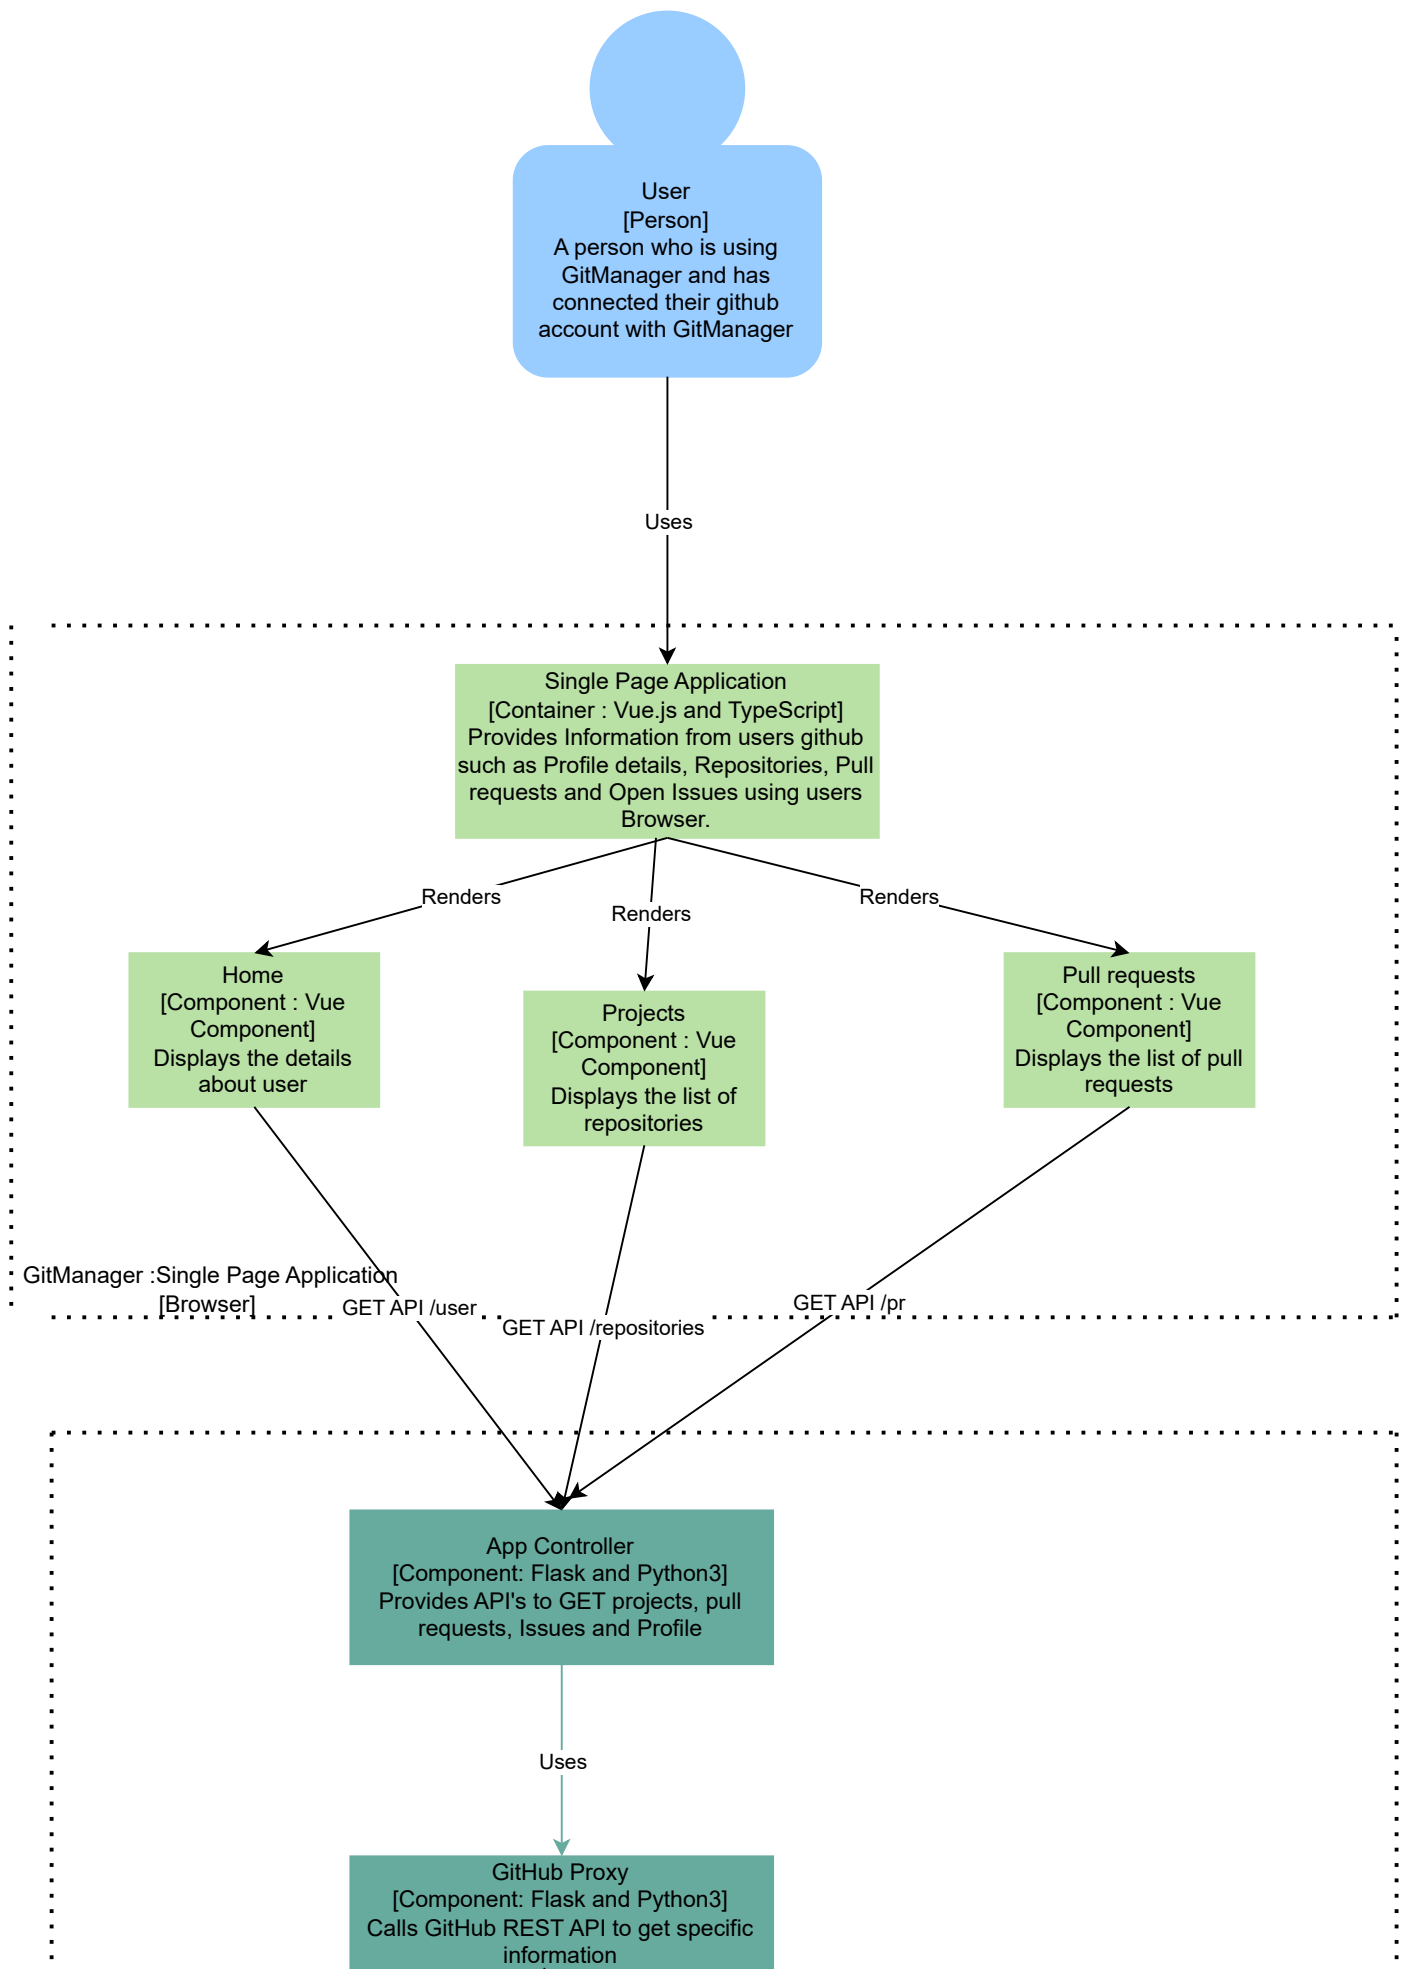 User
[Person]
A person who is using
GitManager and has
connected their github
account with GitManager
Uses
Single Page Application
[Container : Vue.js and TypeScript]
Provides Information from users github
such as Profile details, Repositories, Pull
requests and Open Issues using users
Browser.
Renders
Renders
Renders
Home
[Component : Vue
Component]
Displays the details
about user
Projects
[Component : Vue
Component]
Displays the list of
repositories
Pull requests
[Component : Vue
Component]
Displays the list of pull
requests
GitManager :Single Page Application
[Browser]
GET API /user
GET API /repositories
GET API /pr
App Controller
[Component: Flask and Python3]
Provides API's to GET projects, pull
requests, Issues and Profile
Uses
GitHub Proxy
[Component: Flask and Python3]
Calls GitHub REST API to get specific
information